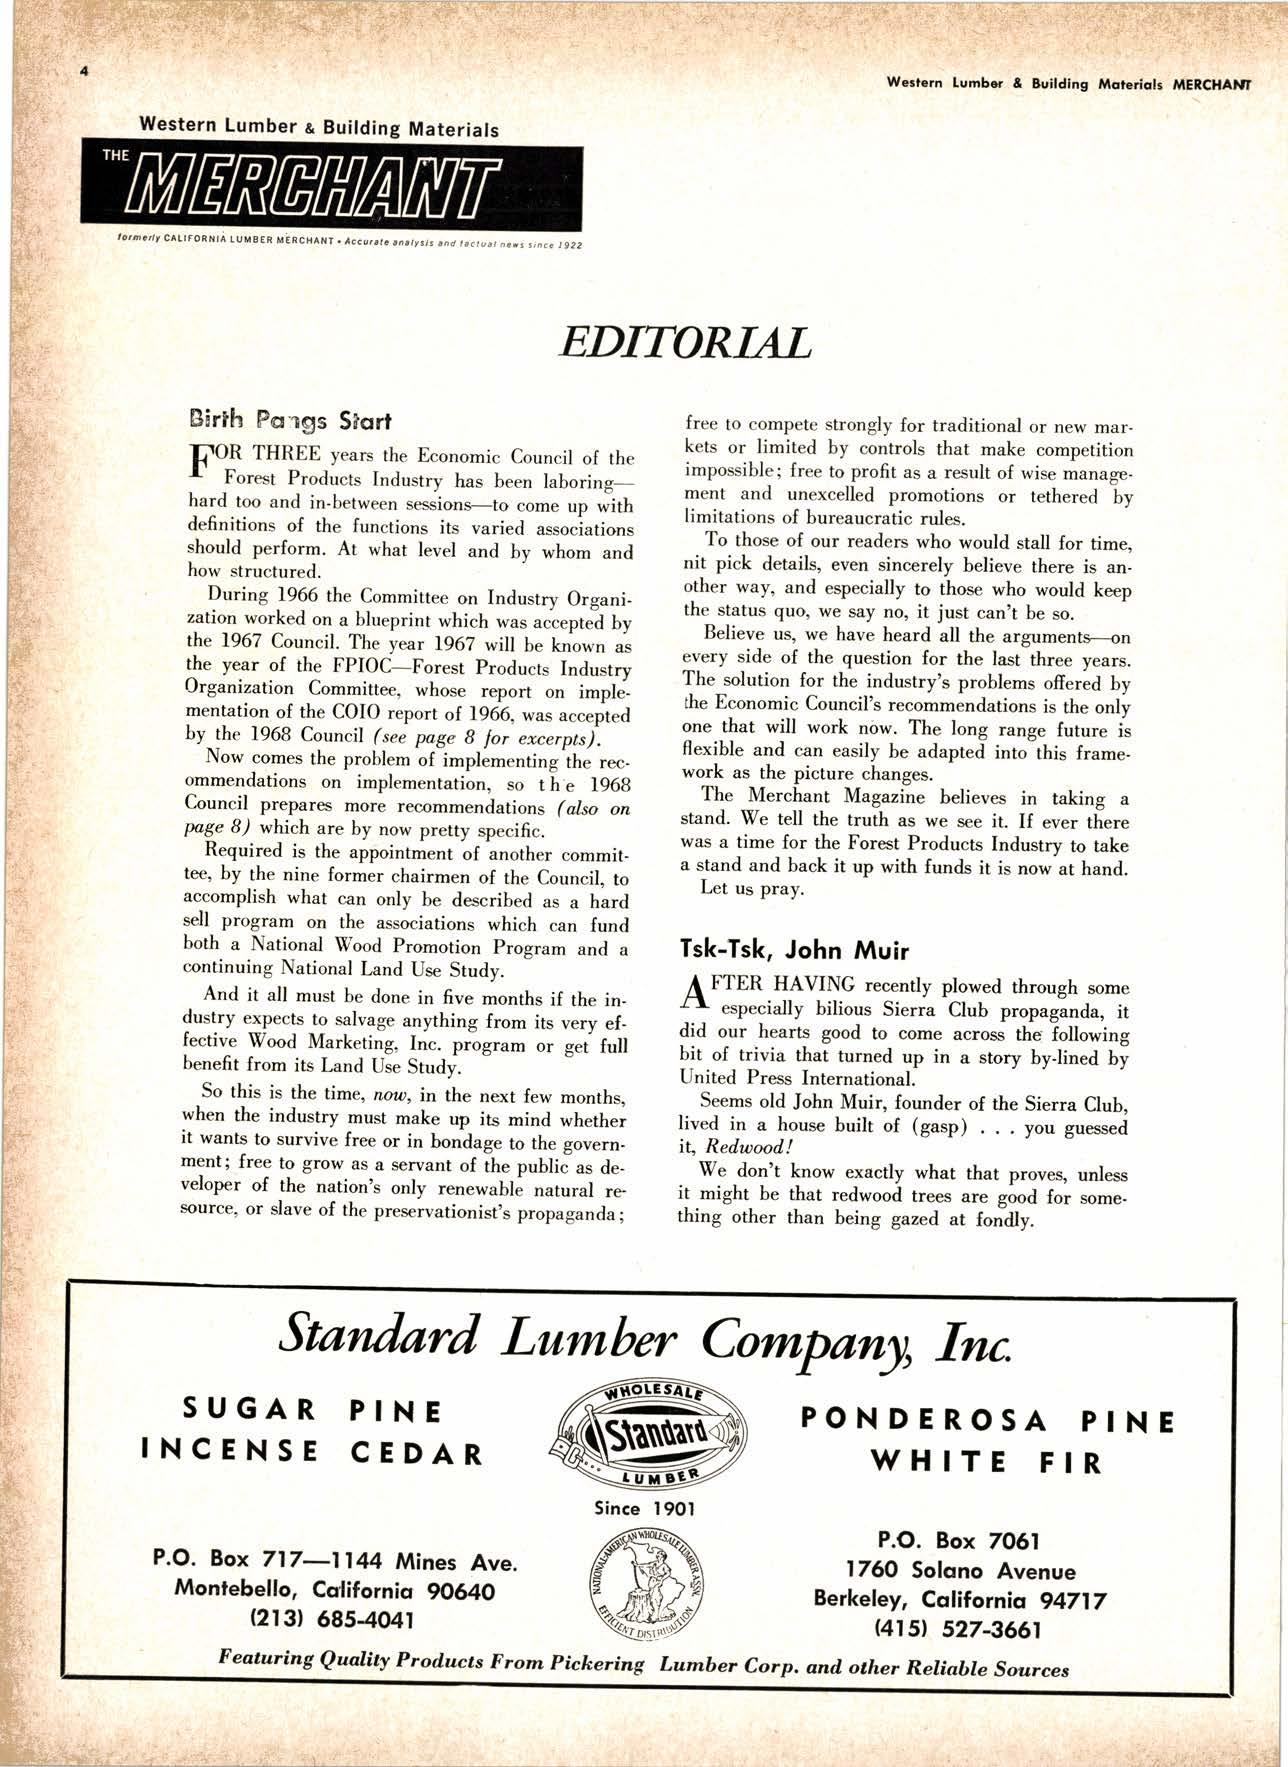 4
Western Lumber & Building Materials MERCHANT
Western Lumber & Building Materials
THE MERCHANT
formerly CALIFORNIA LUMBER MERCHANT • Accurate analysis and factual news since 1922
EDITORIAL
Birth Pangs Start
FOR THREE years the Economic Council of the
Forest Products Industry has been laboring—
hard too and in-between sessions—to come up with
definitions of the functions its varied associations
should perform. At what level and by whom and
how structured.
During 1966 the Committee on Industry Organi-
zation worked on a blueprint which was accepted by
the 1967 Council. The year 1967 will be known as
the year of the FPIOC—Forest Products Industry
Organization Committee, whose report on imple-
mentation of the COIO report of 1966, was accepted
by the 1968 Council (see page 8 for excerpts).
Now comes the problem of implementing the rec-
ommendations on implementation, so the 1968
Council prepares more recommendations (also on
page 8) which are by now pretty specific.
Required is the appointment of another commit-
tee, by the nine former chairmen of the Council, to
accomplish what can only be described as a hard
sell program on the associations which can fund
both a National Wood Promotion Program and a
continuing National Land Use Study.
And it all must be done in five months if the in-
dustry expects to salvage anything from its very ef-
fective Wood Marketing, Inc. program or get full
benefit from its Land Use Study.
So this is the time, now, in the next few months,
when the industry must make up its mind whether
it wants to survive free or in bondage to the govern-
ment; free to grow as a servant of the public as de-
veloper of the nation's only renewable natural re-
source, or slave of the preservationist's propaganda;
free to compete strongly for traditional or new mar-
kets or limited by controls that make competition
impossible; free to profit as a result of wise manage-
ment and unexcelled promotions or tethered by
limitations of bureaucratic rules.
To those of our readers who would stall for time,
nit pick details, even sincerely believe there is an-
other way, and especially to those who would keep
the status quo, we say no, it just can't be so.
Believe us, we have heard all the arguments—on
every side of the question for the last three years.
The solution for the industry's problems offered by
the Economic Council's recommendations is the only
one that will work now. The long range future is
flexible and can easily be adapted into this frame-
work as the picture changes.
The Merchant Magazine believes in taking a
stand. We tell the truth as we see it. If ever there
was a time for the Forest Products Industry to take
a stand and back it up with funds it is now at hand.
Let us pray.
Tsk-Tsk, John Muir
AFTER HAVING recently plowed through some
especially bilious Sierra Club propaganda, it
did our hearts good to come across the following
bit of trivia that turned up in a story by-lined by
United Press International.
Seems old John Muir, founder of the Sierra Club,
lived in a house built of (gasp) . . . you guessed
it, Redwood!
We don't know exactly what that proves, unless
it might be that redwood trees are good for some-
thing other than being gazed at fondly.
Standard Lumber Company, Inc.
SUGAR PINE
INCENSE CEDAR
WHOLESALE
Standard
LUMBER
Since 1901
PONDEROSA PINE
WHITE FIR
P.O. Box 717—1144 Mines Ave.
Montebello, California 90640
(213) 685-4041
NATIONAL-AMERICAN WHOLESALE LUMBER ASSN.
EFFICIENT DISTRIBUTION
P.O. Box 7061
1760 Solano Avenue
Berkeley, California 94717
(415) 527-3661
Featuring Quality Products From Pickering Lumber Corp. and other Reliable Sources